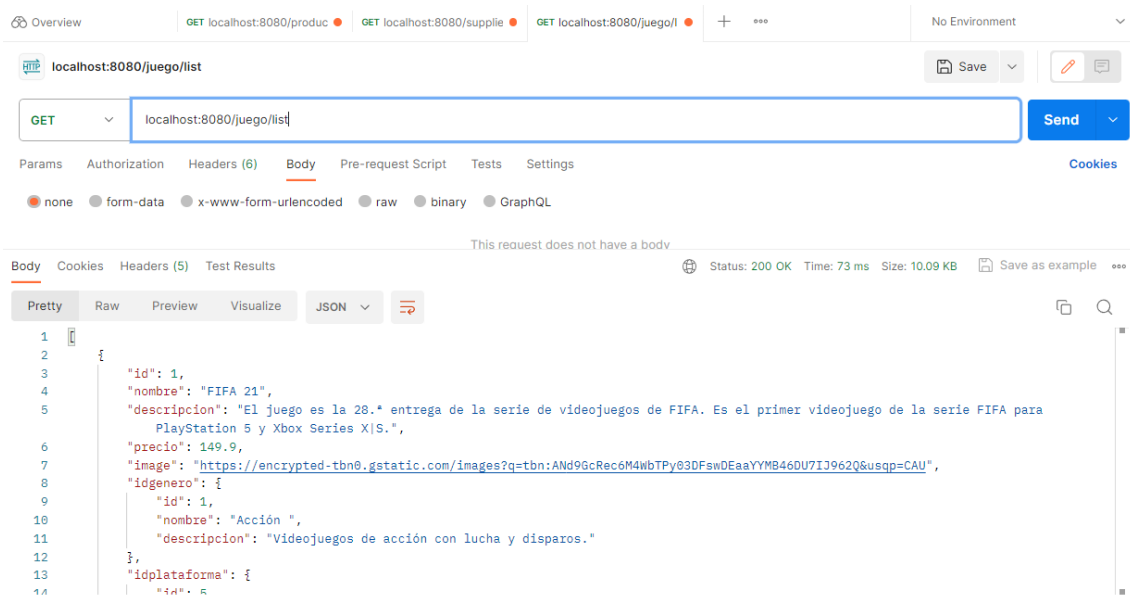 Overview GET localhost:8080/produc GET localhost:8080/supplie GET localhost:8080/juego/l No Environment
HTTP localhost:8080/juego/list Save
GET localhost:8080/juego/list Send
Params Authorization Headers (6) Body Pre-request Script Tests Settings Cookies
none form-data x-www-form-urlencoded raw binary GraphQL
This request does not have a body
Body Cookies Headers (5) Test Results Status: 200 OK Time: 73 ms Size: 10.09 KB Save as example
Pretty Raw Preview Visualize JSON
1 [
2 {
3 "id": 1,
4 "nombre": "FIFA 21",
5 "descripcion": "El juego es la 28.ª entrega de la serie de videojuegos de FIFA. Es el primer videojuego de la serie FIFA para
PlayStation 5 y Xbox Series X|S.",
6 "precio": 149.9,
7 "image": "https://encrypted-tbn0.gstatic.com/images?q=tbn:ANd9GcRec6M4WbTPy03DFswDEaaYYMB46DU7IJ962Q&usqp=CAU",
8 "idgenero": {
9 "id": 1,
10 "nombre": "Acción ",
11 "descripcion": "Videojuegos de acción con lucha y disparos."
12 },
13 "idplataforma": {
14 "id": 5